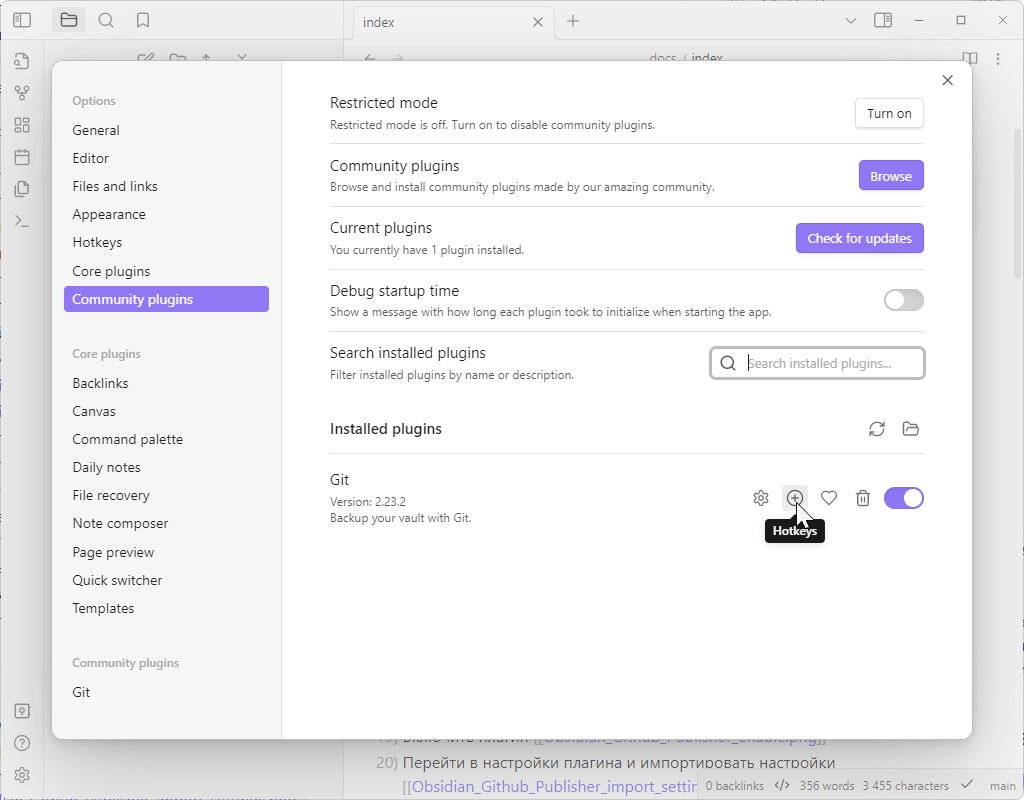 index
docs / index
Options
General
Editor
Files and links
Appearance
Hotkeys
Core plugins
Community plugins
Core plugins
Backlinks
Canvas
Command palette
Daily notes
File recovery
Note composer
Page preview
Quick switcher
Templates
Community plugins
Git
Restricted mode
Restricted mode is off. Turn on to disable community plugins.
Turn on
Community plugins
Browse and install community plugins made by our amazing community.
Browse
Current plugins
You currently have 1 plugin installed.
Check for updates
Debug startup time
Show a message with how long each plugin took to initialize when starting the app.
Search installed plugins
Filter installed plugins by name or description.
Search installed plugins...
Installed plugins
Git
Version: 2.23.2
Backup your vault with Git.
Hotkeys
20) Перейти в настройки плагина и импортировать настройки
[[Obsidian_Github_Publisher_import_settin
0 backlinks 356 words 3 455 characters main